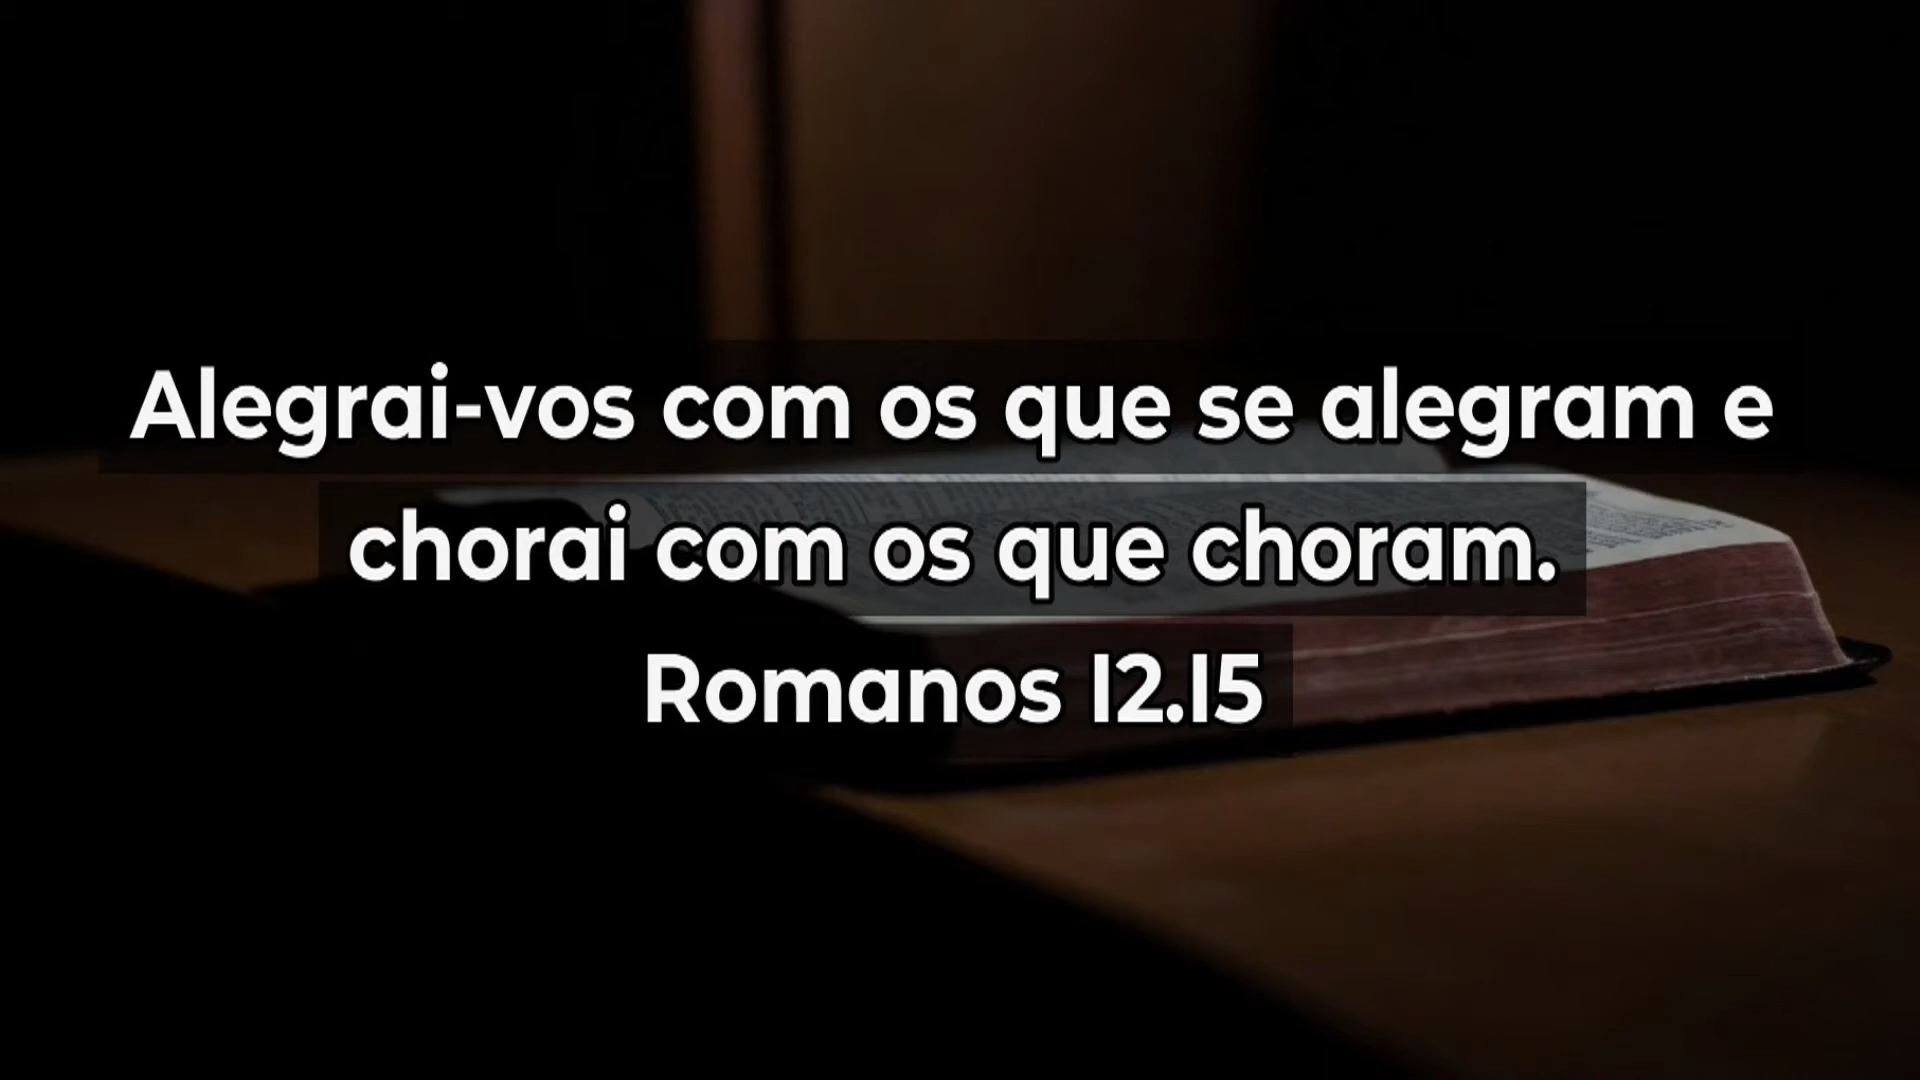 Alegrai-vos com os que se alegram e
chorai com os que choram.
Romanos 12.15